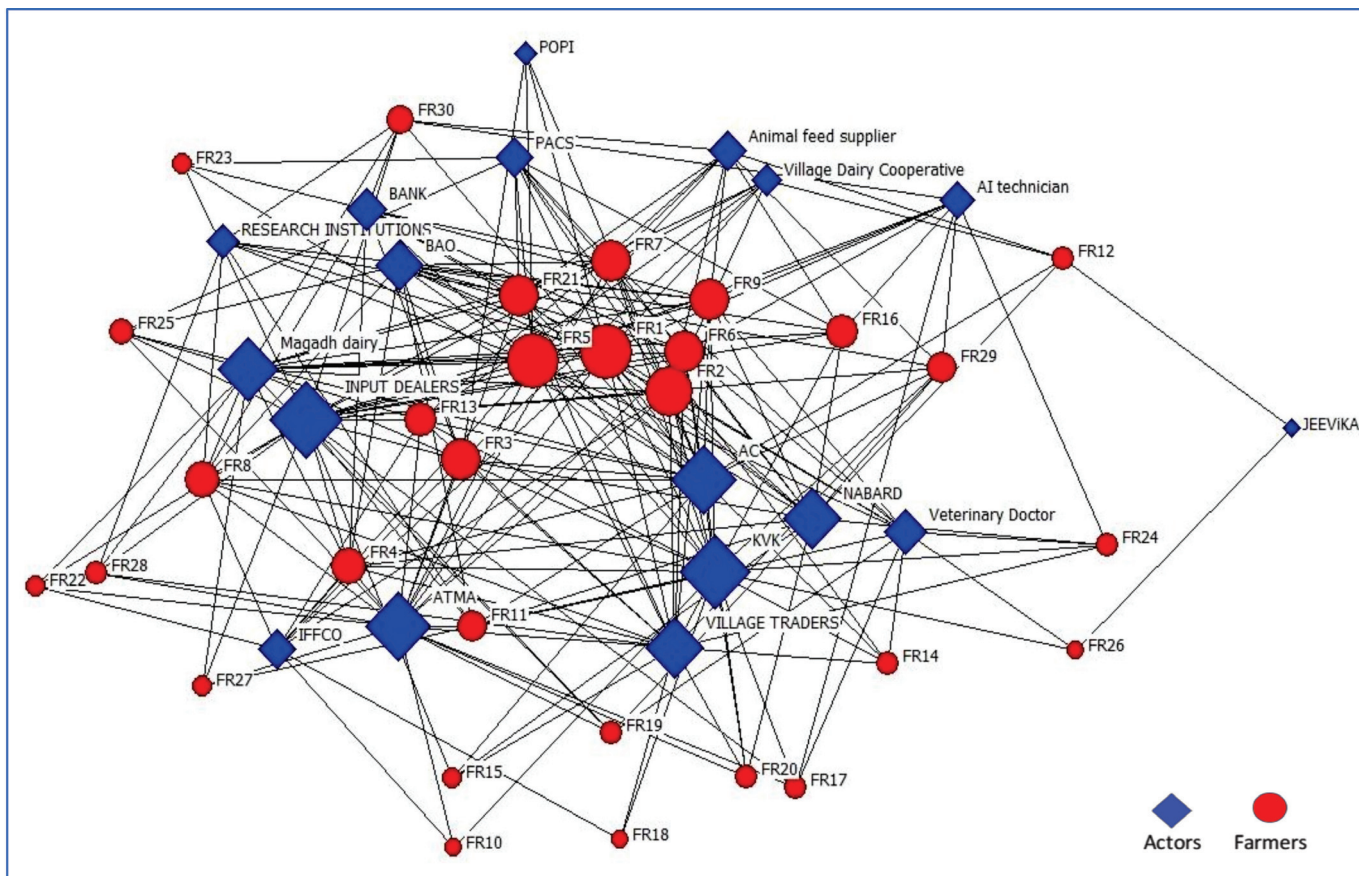 POPI
FR30
PACS
Animal feed supplier
FR23
Village Dairy Cooperative
AI technician
BANK
RESEARCH INSTITUTIONS
BAO
FR7
FR12
FR21
FR9
FR25
FR1
FR16
Magadh dairy
FR5
FR6
FR29
FR2
INPUT DEALERS
FR13
JEEViKA
FR3
AC
FR8
NABARD
Veterinary Doctor
KVK
FR24
FR4
FR28
FR22
ATMA
FR11
VILLAGE TRADERS
IFFCO
FR26
FR14
FR27
FR19
FR15
FR20
FR17
FR18
FR10
Actors
Farmers